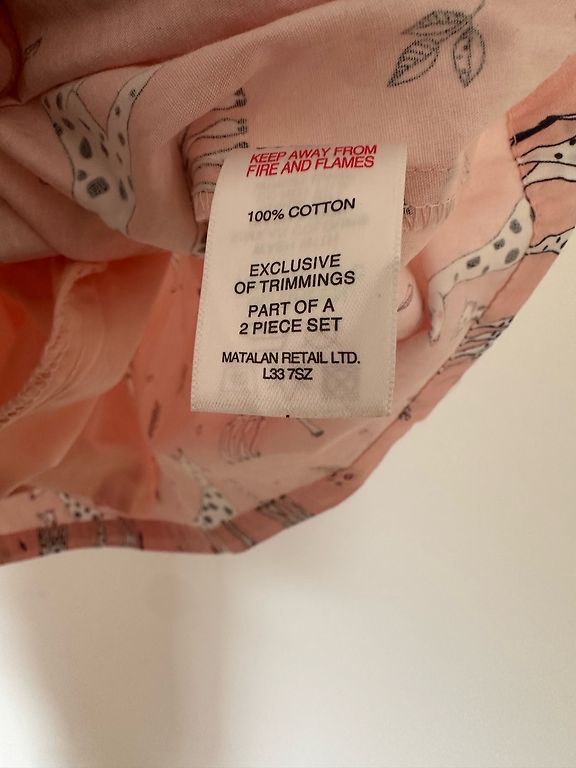 KEEP AWAY FROM
FIRE AND FLAMES
100% COTTON
EXCLUSIVE
OF TRIMMINGS
PART OF A
2 PIECE SET
MATALAN RETAIL LTD.
L33 7SZ